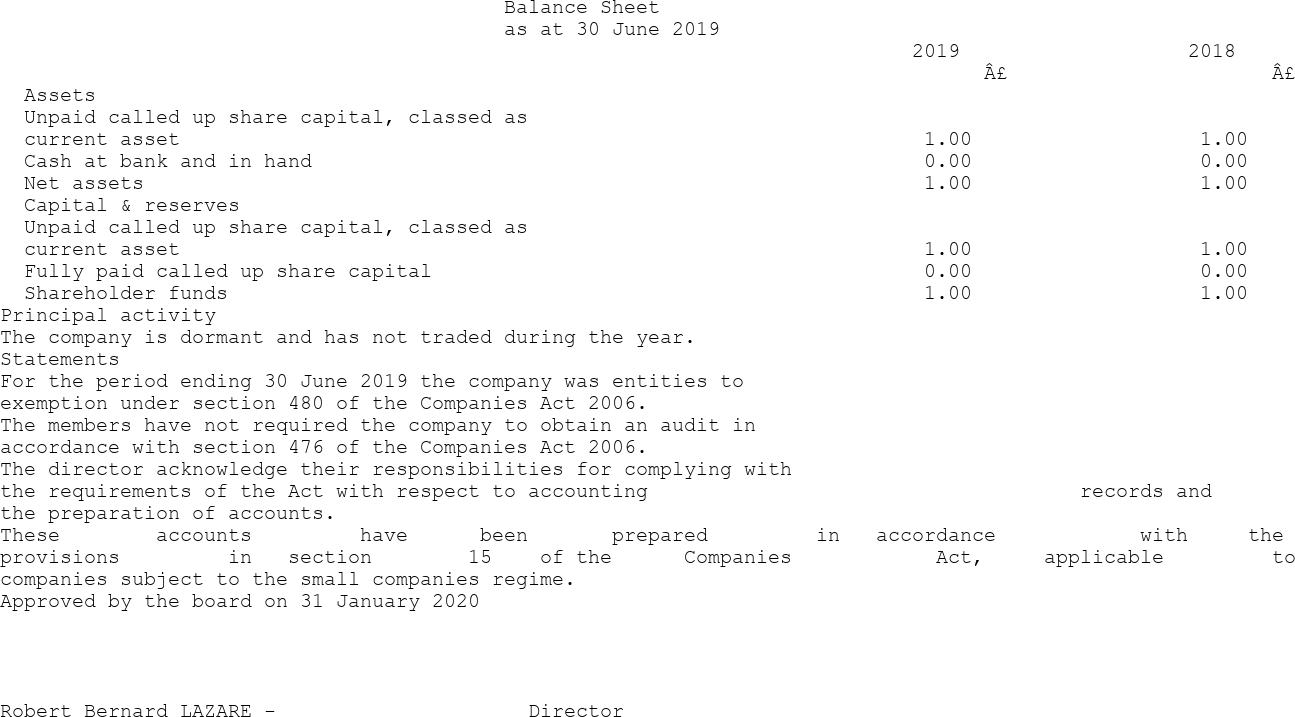 Balance Sheet
as at 30 June 2019
2019 2018
Â£ Â£
Assets
Unpaid called up share capital, classed as
current asset 1.00 1.00
Cash at bank and in hand 0.00 0.00
Net assets 1.00 1.00
Capital & reserves
Unpaid called up share capital, classed as
current asset 1.00 1.00
Fully paid called up share capital 0.00 0.00
Shareholder funds 1.00 1.00
Principal activity
The company is dormant and has not traded during the year.
Statements
For the period ending 30 June 2019 the company was entities to
exemption under section 480 of the Companies Act 2006.
The members have not required the company to obtain an audit in
accordance with section 476 of the Companies Act 2006.
The director acknowledge their responsibilities for complying with
the requirements of the Act with respect to accounting records and
the preparation of accounts.
These accounts have been prepared in accordance with the
provisions in section 15 of the Companies Act, applicable to
companies subject to the small companies regime.
Approved by the board on 31 January 2020
Robert Bernard LAZARE - Director